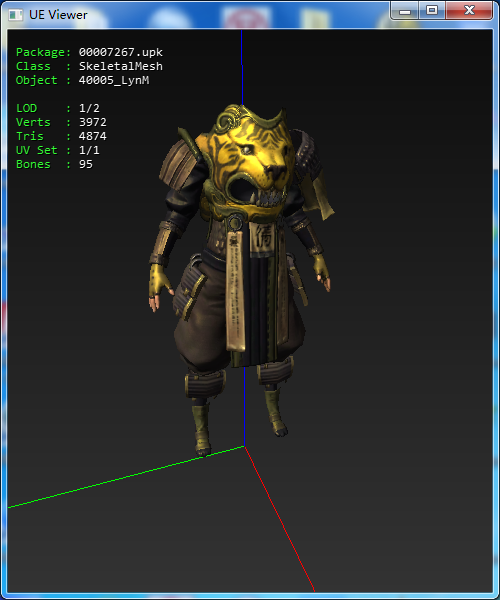 UE Viewer
Package: 00007267.upk
Class : SkeletalMesh
Object : 40005_LynM
LOD : 1/2
Verts : 3972
Tris : 4874
UV Set : 1/1
Bones : 95